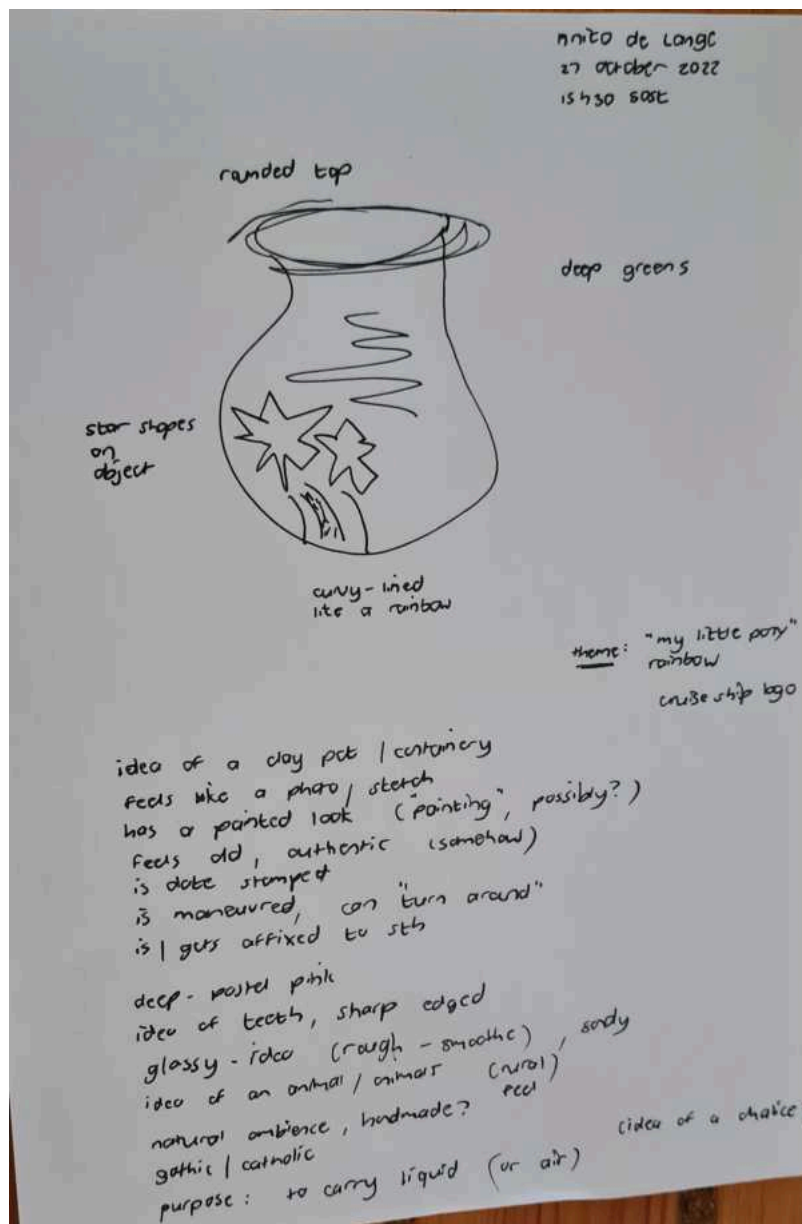 Anita de Lange
27 October 2022
15h30 SAST
rounded top
deep greens
star shapes
on
object
curvy-lined
like a rainbow
theme: "my little pony"
rainbow
cruise ship logo
idea of a clay pot / containery
feels like a photo / sketch
has a painted look ("painting", possibly?)
feels old, authentic (somehow)
is date stamped
is maneuvred, can "turn around"
is / gets affixed to sth
deep-pastel pink
idea of teeth, sharp edged
glassy-idea (rough - smoothe), sandy
idea of an animal / animals (rural)
natural ambience, handmade? feel
gothic / catholic
purpose: to carry liquid (or air) (idea of a chalice